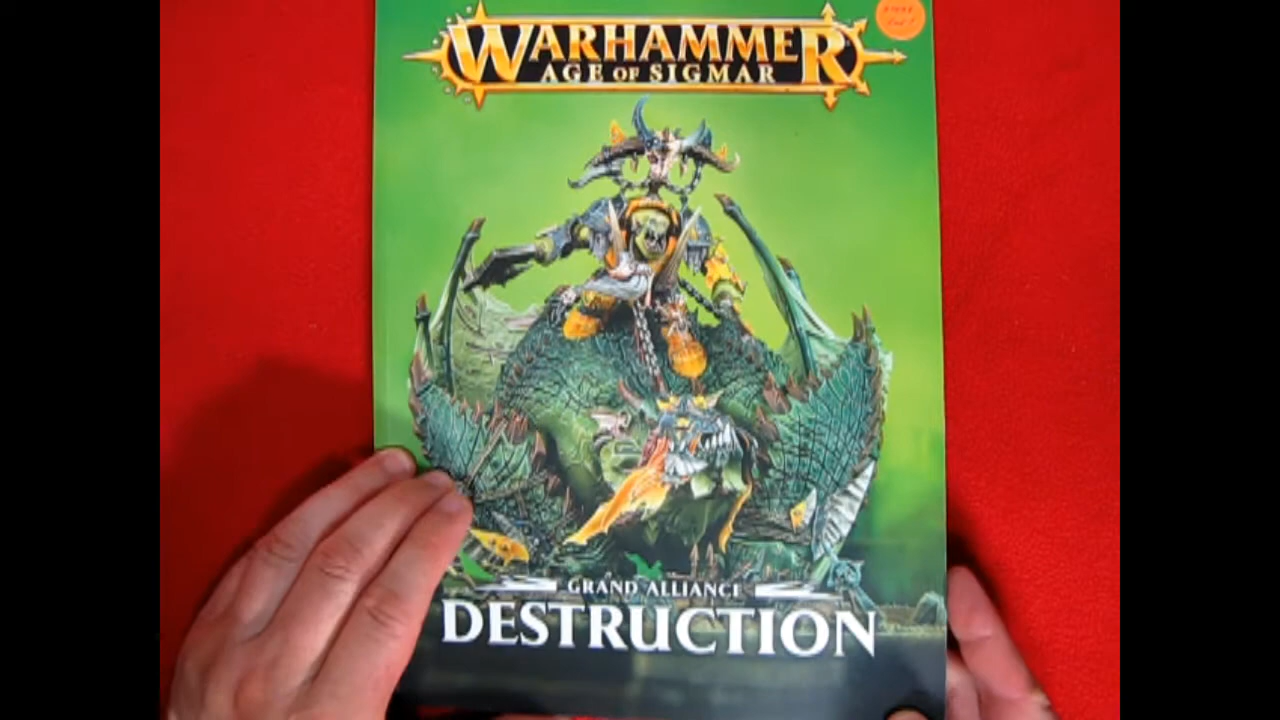 WARHAMMER
AGE OF SIGMAR
GRAND ALLIANCE
DESTRUCTION